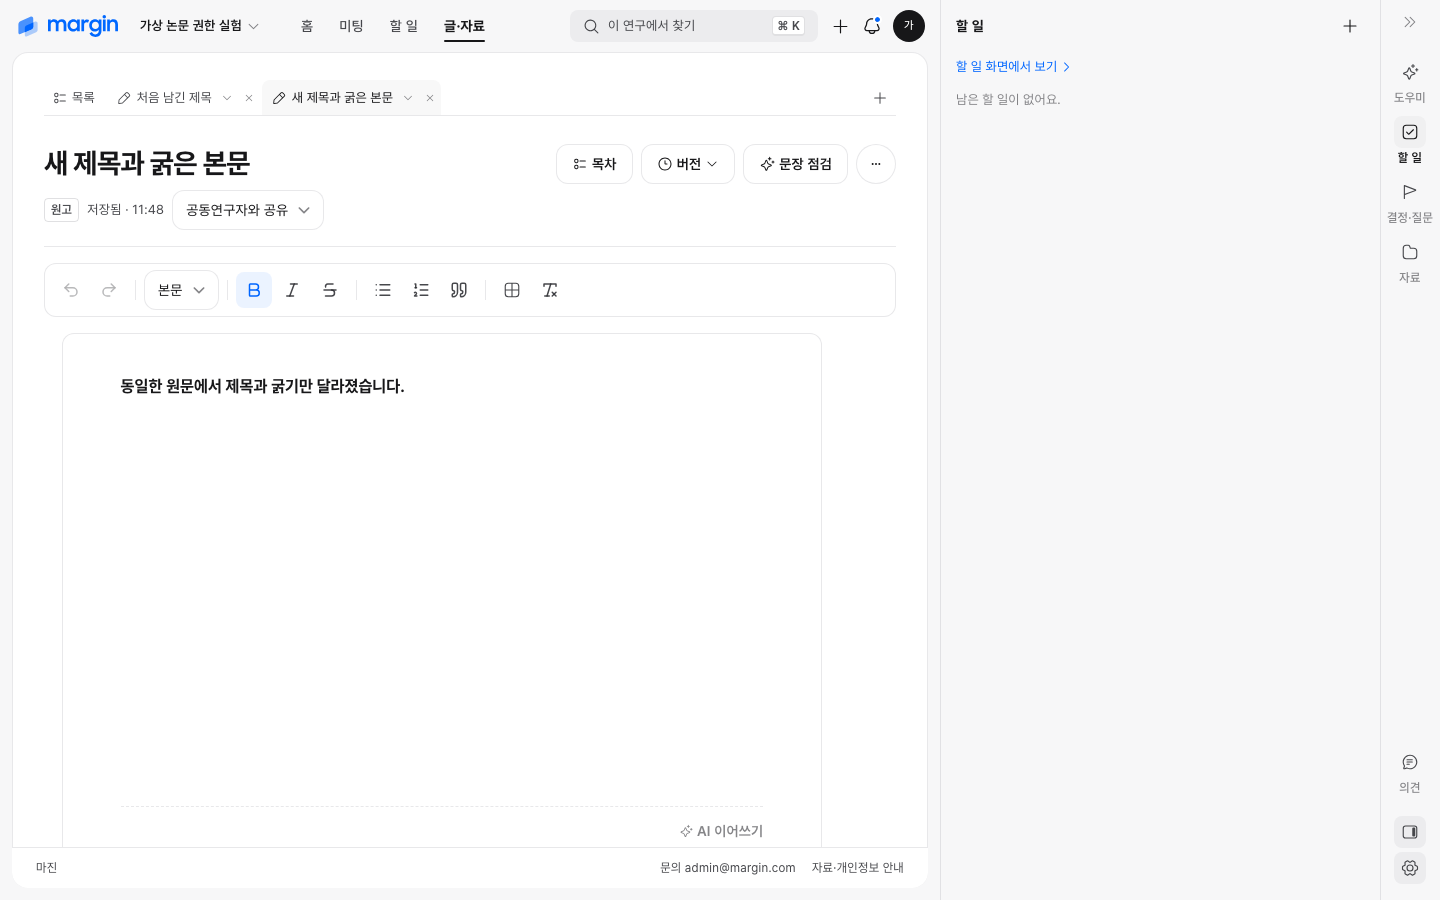 margin 가상 논문 권한 실험 홈 미팅 할 일 글·자료 이 연구에서 찾기 ⌘ K 가
목록 처음 남긴 제목 새 제목과 굵은 본문
새 제목과 굵은 본문 목차 버전 문장 점검 ···
원고 저장됨 · 11:48 공동연구자와 공유
본문 B I S
동일한 원문에서 제목과 굵기만 달라졌습니다.
AI 이어쓰기
마진 문의 admin@margin.com 자료·개인정보 안내
할 일
할 일 화면에서 보기
남은 할 일이 없어요.
도우미
할 일
결정·질문
자료
의견